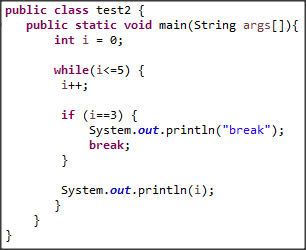 public class test2 {
public static void main(String args[]){
int i = 0;
while(i<=5) {
i++;
if (i==3) {
System.out.println("break");
break;
}
System.out.println(i);
}
}
}